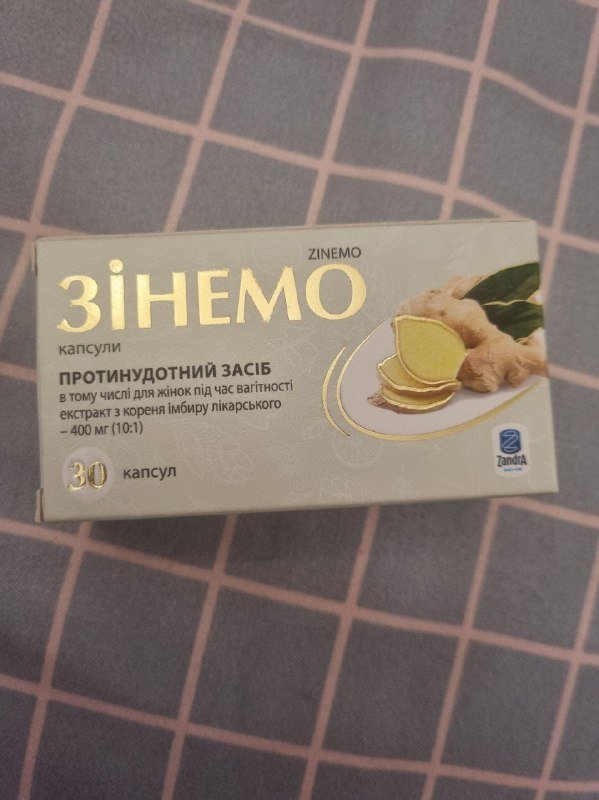 ZINEMO
ЗіНЕМО
капсули
ПРОТИНУДОТНИЙ ЗАСІБ
в тому числі для жінок під час вагітності
екстракт з кореня імбиру лікарського
– 400 мг (10:1)
30 капсул
ZandrA